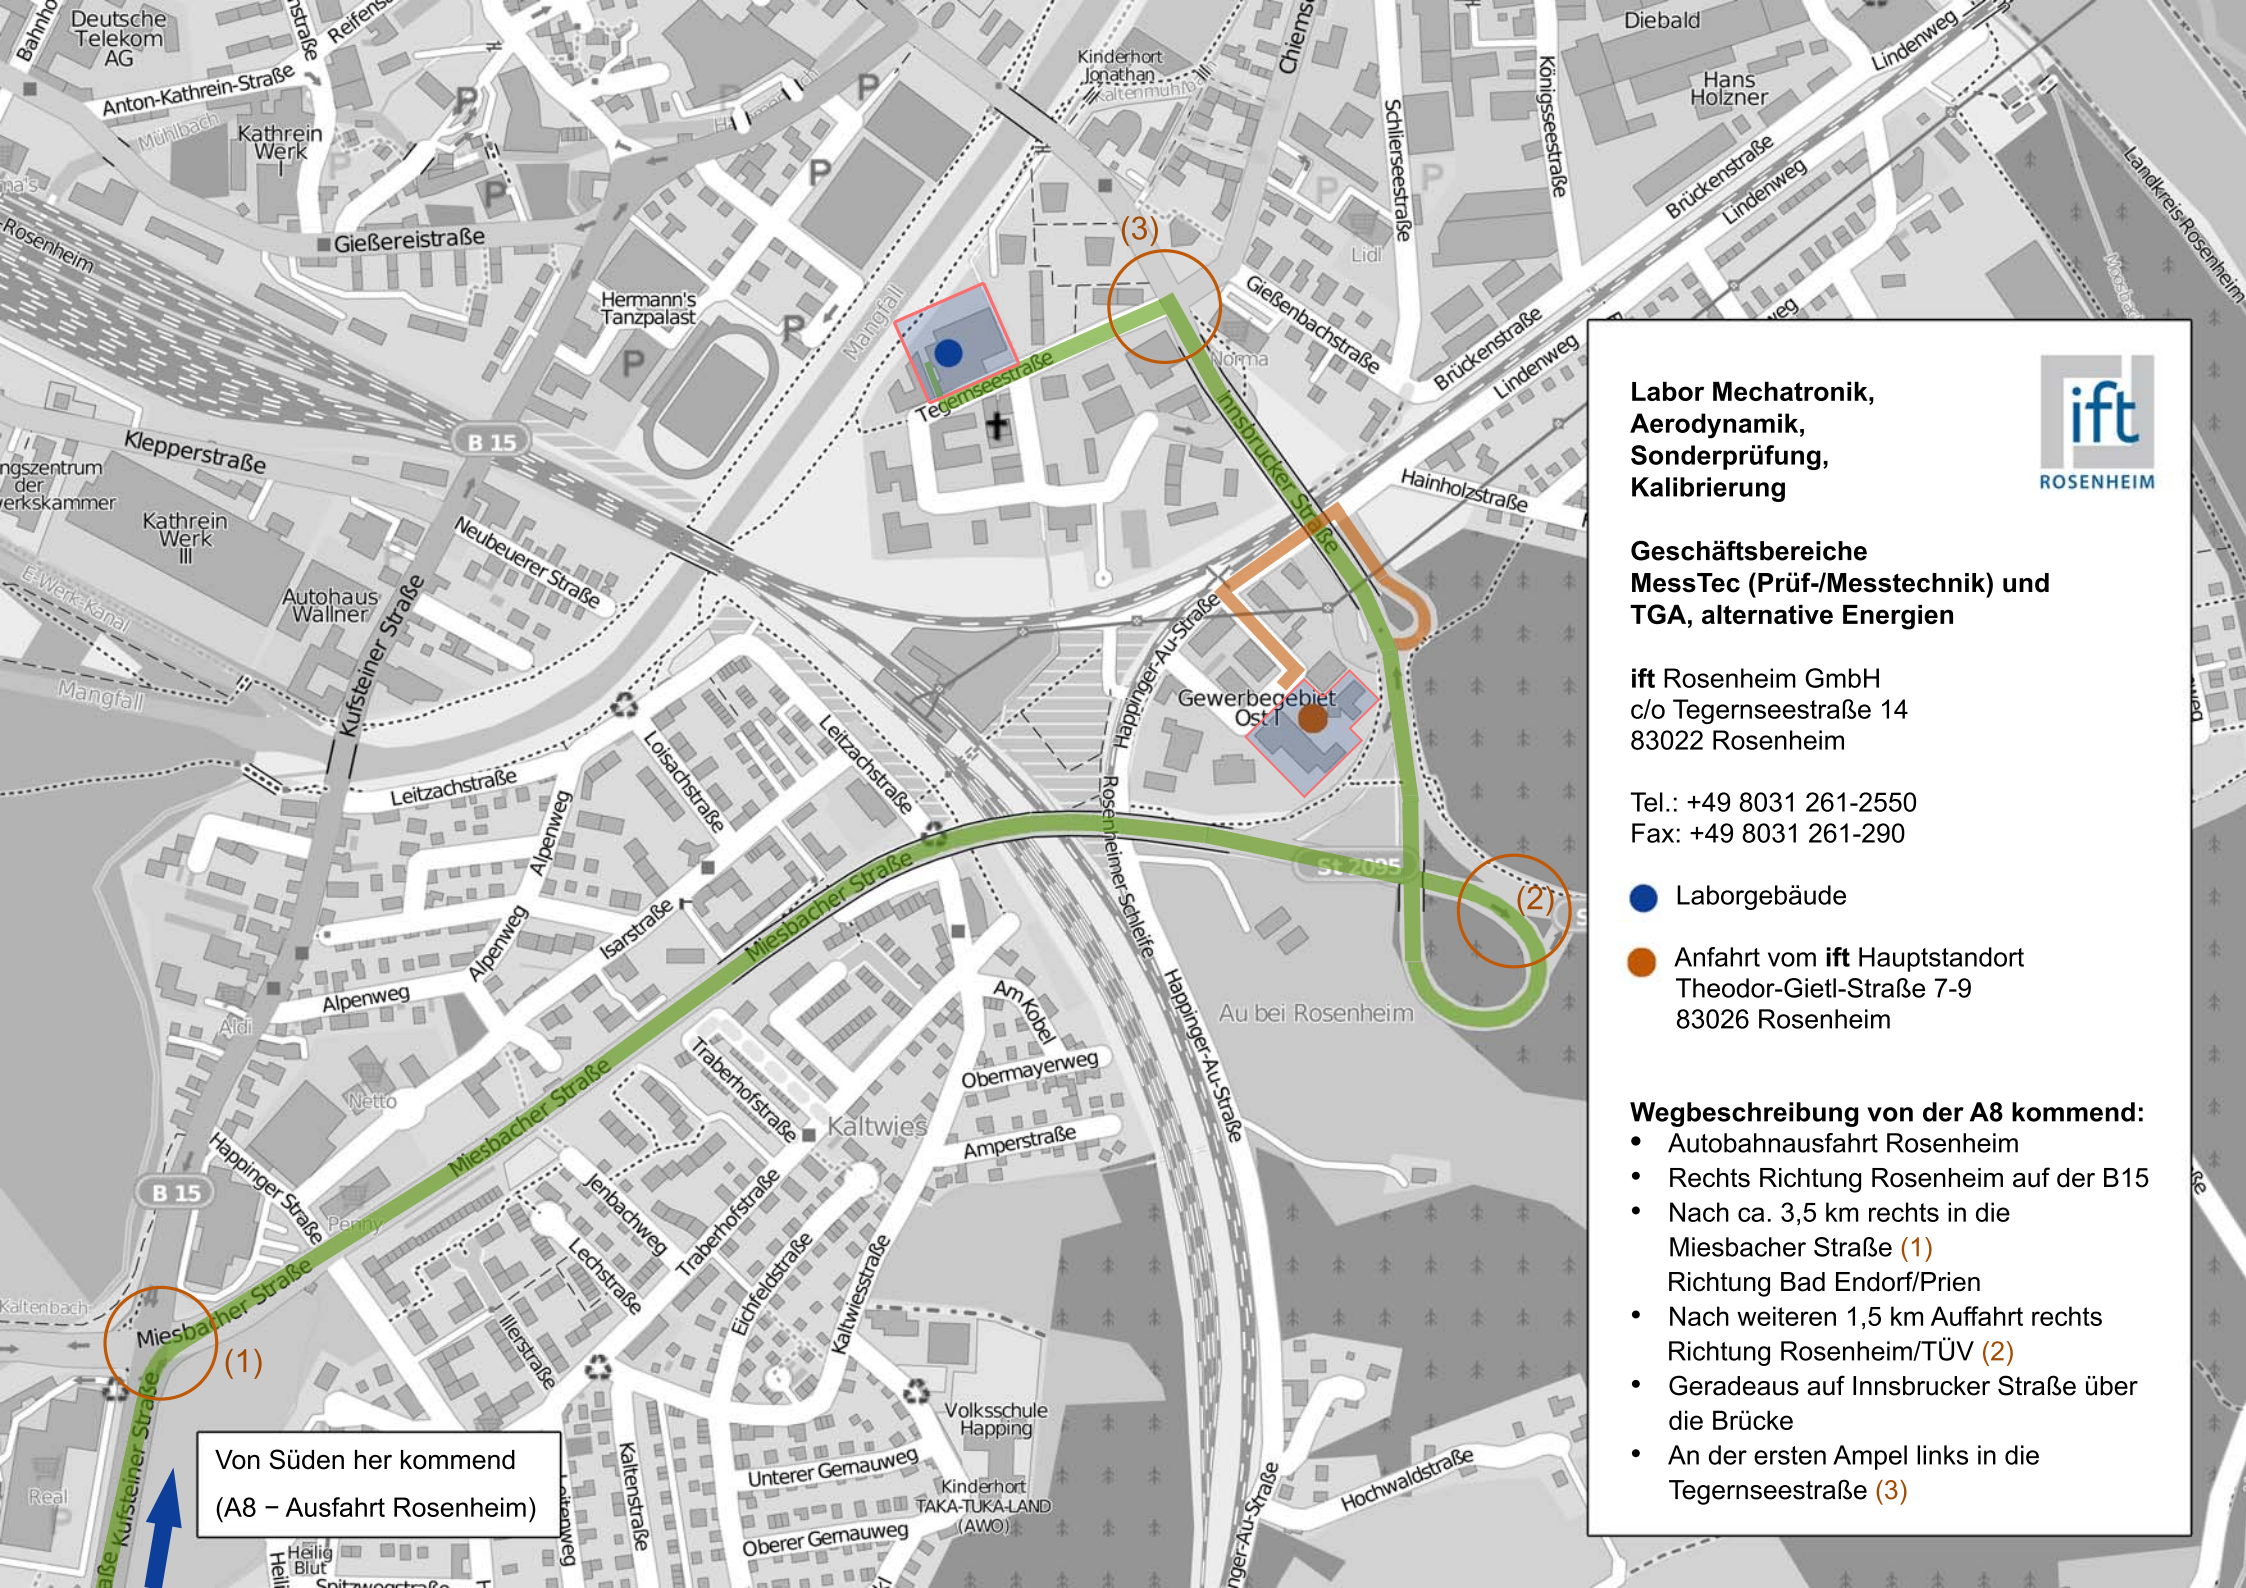 Deutsche
Telekom
AG
Anton-Kathrein-Straße
Mühlbach
Kathrein
Werk
I
P
P
P
P
P
P
P
P
P
Gießereistraße
-Rosenheim
Hermann's
Tanzpalast
Mangfall
Kinderhort
Jonathan
Kaltenmühlbach
Schlierseestraße
Königsseestraße
Diebald
Hans
Holzner
Lindenweg
Brückenstraße
Lindenweg
Landkreis-Rosenheim
Lidl
(3)
Gießenbachstraße
Norma
Brückenstraße
Lindenweg
Tegernseestraße
Innsbrucker Straße
Hainholzstraße
B 15
Klepperstraße
ngszentrum
der
erkskammer
Kathrein
Werk
III
Neubeuerer Straße
E-Werk-Kanal
Autohaus
Wallner
Kufsteiner Straße
Mangfall
Happinger-Au-Straße
Gewerbegebiet
Ost I
Leitzachstraße
Leitzachstraße
Loisachstraße
Alpenweg
Alpenweg
Alpenweg
Isarstraße
Miesbacher Straße
Rosenheimer-Schleife
St 2095
(2)
S
Au bei Rosenheim
Happinger-Au-Straße
Am Kobel
Obermayerweg
Amperstraße
Aldi
Netto
Miesbacher Straße
Traberhofstraße
Kaltwies
B 15
Happinger Straße
Penny
Jenbachweg
Lechstraße
Traberhofstraße
Eichfeldstraße
Kaltwiesstraße
Illerstraße
Kaltenbach
Miesbacher Straße
(1)
Real
Kufsteiner Straße
Von Süden her kommend
(A8 – Ausfahrt Rosenheim)
Kaltenstraße
Volksschule
Happing
Unterer Gernauweg
Kinderhort
TAKA-TUKA-LAND
(AWO)
Oberer Gernauweg
Heilig
Blut
Hochwaldstraße
Labor Mechatronik,
Aerodynamik,
Sonderprüfung,
Kalibrierung
ift
ROSENHEIM
Geschäftsbereiche
MessTec (Prüf-/Messtechnik) und
TGA, alternative Energien
ift Rosenheim GmbH
c/o Tegernseestraße 14
83022 Rosenheim
Tel.: +49 8031 261-2550
Fax: +49 8031 261-290
Laborgebäude
Anfahrt vom ift Hauptstandort
Theodor-Gietl-Straße 7-9
83026 Rosenheim
Wegbeschreibung von der A8 kommend:
• Autobahnausfahrt Rosenheim
• Rechts Richtung Rosenheim auf der B15
• Nach ca. 3,5 km rechts in die
Miesbacher Straße (1)
Richtung Bad Endorf/Prien
• Nach weiteren 1,5 km Auffahrt rechts
Richtung Rosenheim/TÜV (2)
• Geradeaus auf Innsbrucker Straße über
die Brücke
• An der ersten Ampel links in die
Tegernseestraße (3)